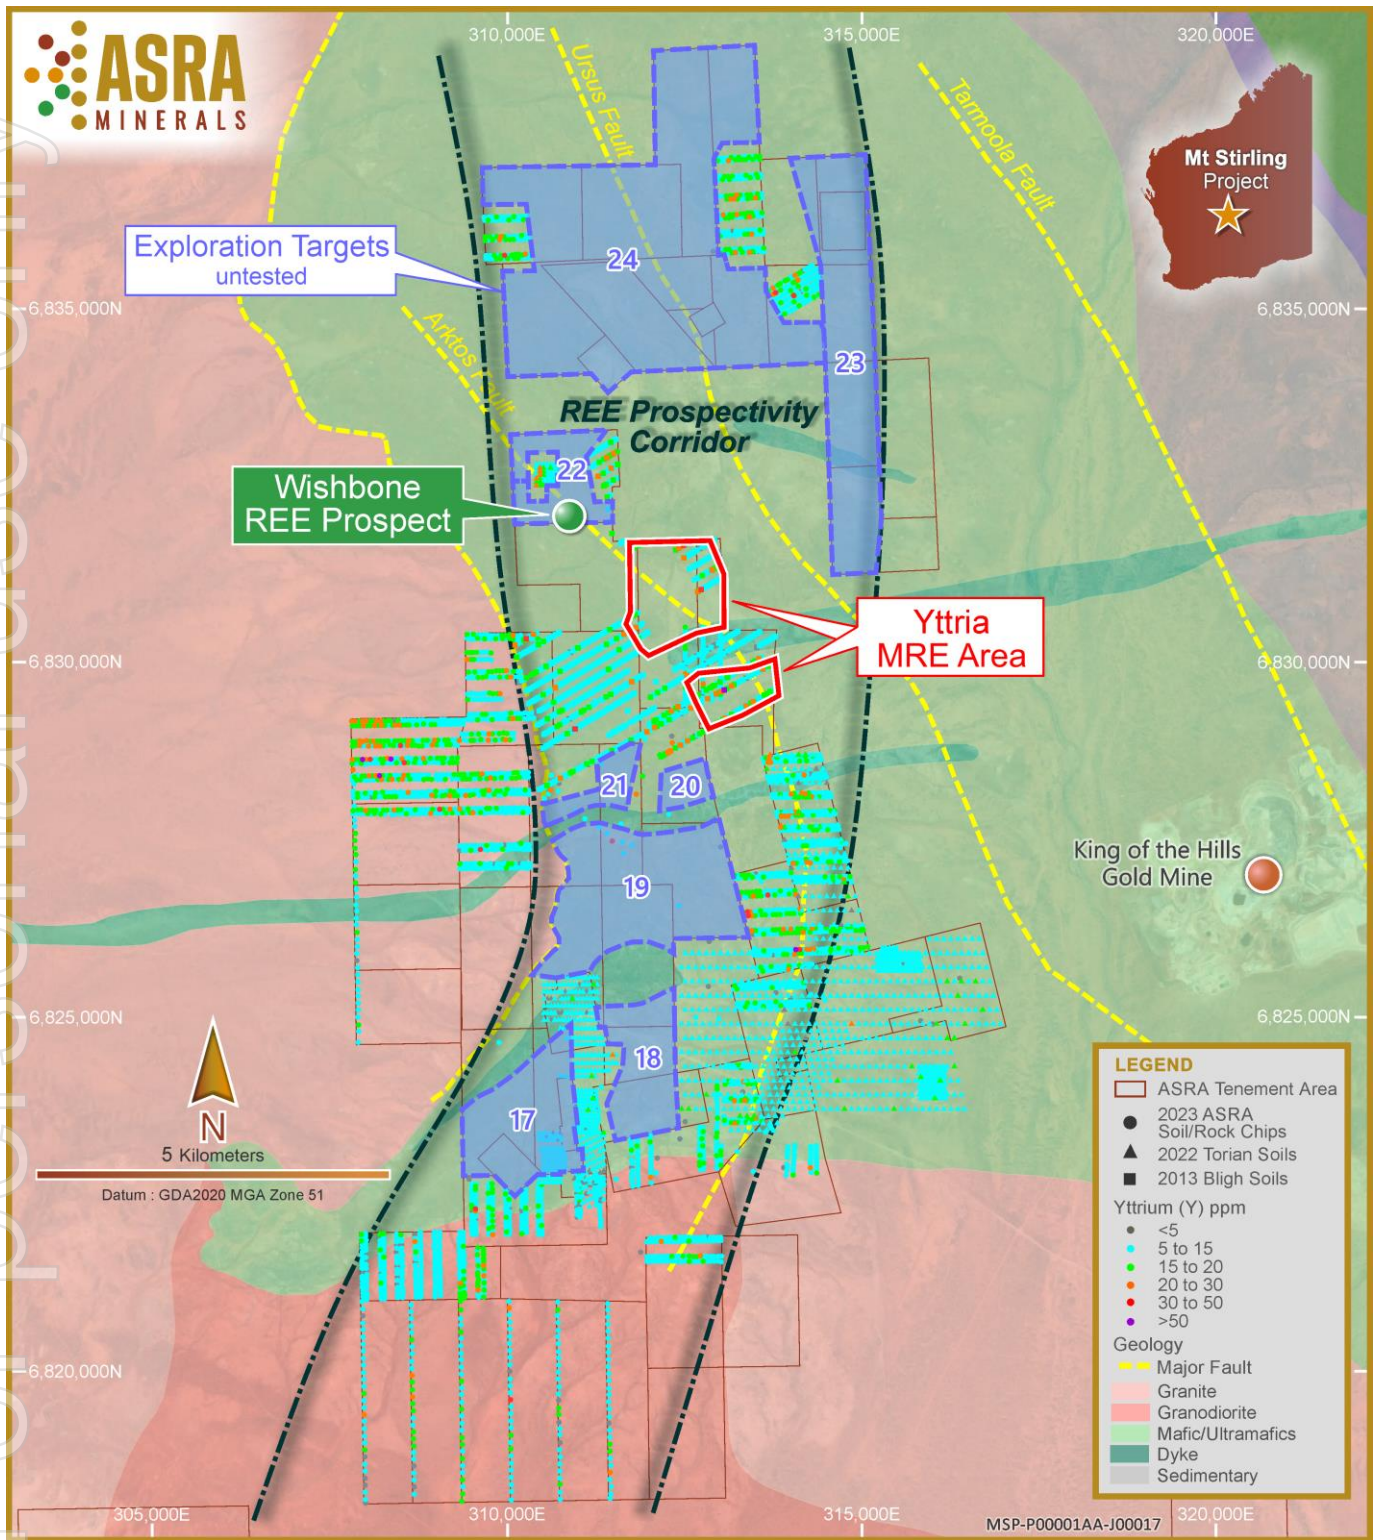 ASRA
MINERALS
310,000E
315,000E
320,000E
Ursus Fault
Tarmoola Fault
Mt Stirling
Project
Exploration Targets
untested
24
6,835,000N
6,835,000N
Arktos Fault
23
REE Prospectivity
Corridor
22
Wishbone
REE Prospect
Yttria
MRE Area
6,830,000N
6,830,000N
21
20
King of the Hills
Gold Mine
19
6,825,000N
6,825,000N
18
17
N
5 Kilometers
Datum : GDA2020 MGA Zone 51
LEGEND
ASRA Tenement Area
2023 ASRA
Soil/Rock Chips
2022 Torian Soils
2013 Bligh Soils
Yttrium (Y) ppm
<5
5 to 15
15 to 20
20 to 30
30 to 50
>50
Geology
Major Fault
Granite
Granodiorite
Mafic/Ultramafics
Dyke
Sedimentary
6,820,000N
305,000E
310,000E
315,000E
320,000E
MSP-P00001AA-J00017
For personal use only